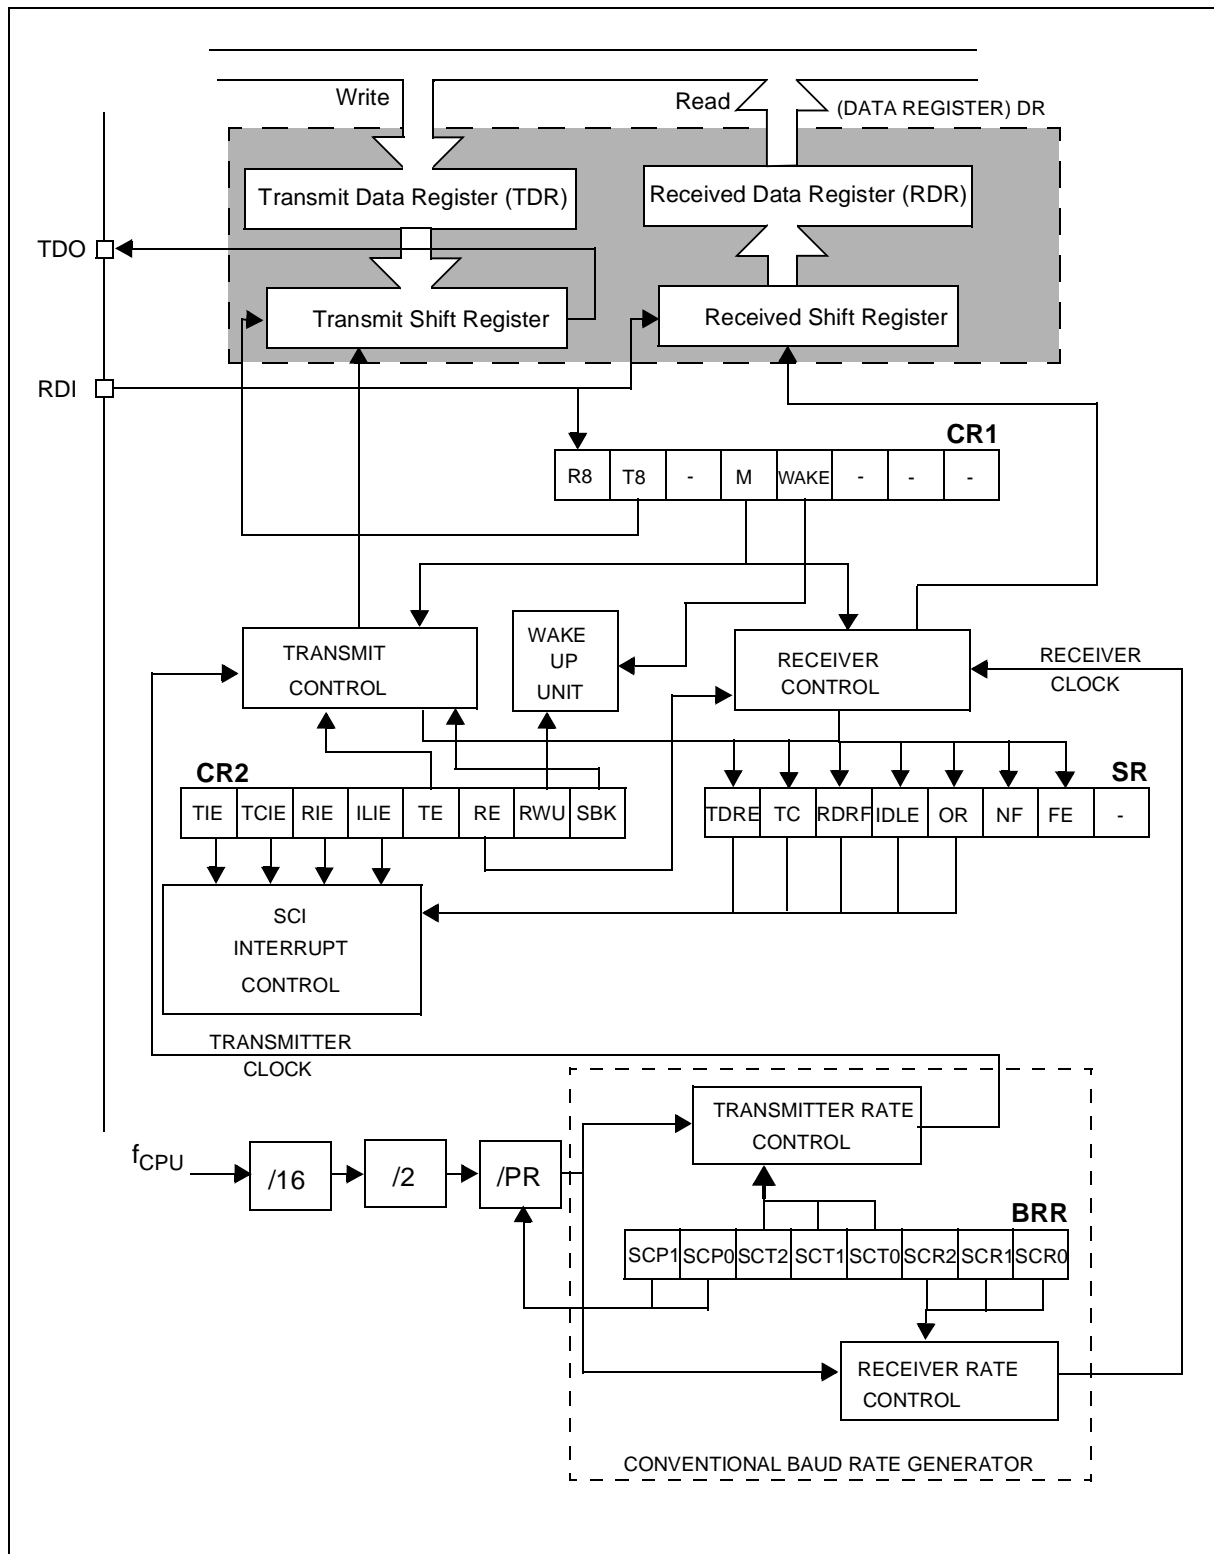 Write
Read
(DATA REGISTER) DR
Transmit Data Register (TDR)
Received Data Register (RDR)
TDO
Transmit Shift Register
Received Shift Register
RDI
CR1
R8 T8 - M WAKE - - -
TRANSMIT
CONTROL
WAKE
UP
UNIT
RECEIVER
CONTROL
RECEIVER
CLOCK
CR2
SR
TIE TCIE RIE ILIE TE RE RWU SBK
TDRE TC RDRF IDLE OR NF FE -
SCI
INTERRUPT
CONTROL
TRANSMITTER
CLOCK
TRANSMITTER RATE
CONTROL
fCPU
/16
/2
/PR
BRR
SCP1 SCP0 SCT2 SCT1 SCT0 SCR2 SCR1 SCR0
RECEIVER RATE
CONTROL
CONVENTIONAL BAUD RATE GENERATOR